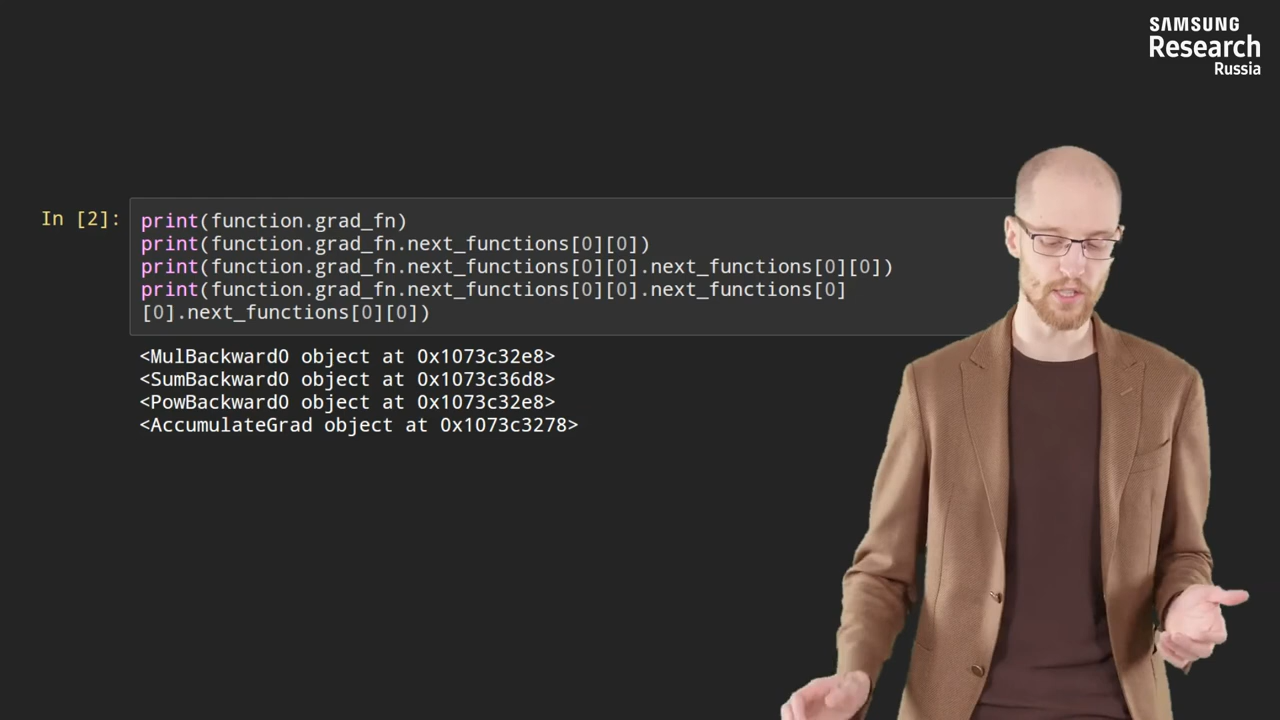 SAMSUNG
Research
Russia
In [2]:
print(function.grad_fn)
print(function.grad_fn.next_functions[0][0])
print(function.grad_fn.next_functions[0][0].next_functions[0][0])
print(function.grad_fn.next_functions[0][0].next_functions[0]
[0].next_functions[0][0])
<MulBackward0 object at 0x1073c32e8>
<SumBackward0 object at 0x1073c36d8>
<PowBackward0 object at 0x1073c32e8>
<AccumulateGrad object at 0x1073c3278>